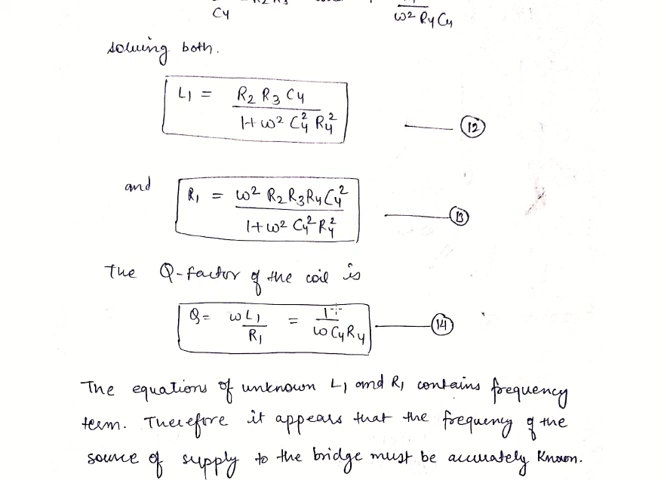 C4
ω² R4 C4
solving both.
L1 = R2 R3 C4 / 1+ω² C4² R4² — 12
and
R1 = ω² R2 R3 R4 C4² / 1+ω² C4² R4² — 13
The Q-factor of the coil is
Q = ωL1 / R1 = 1 / ωC4R4 — 14
The equations of unknown L1 and R1 contains frequency
term. Therefore it appears that the frequency of the
source of supply to the bridge must be accurately known.